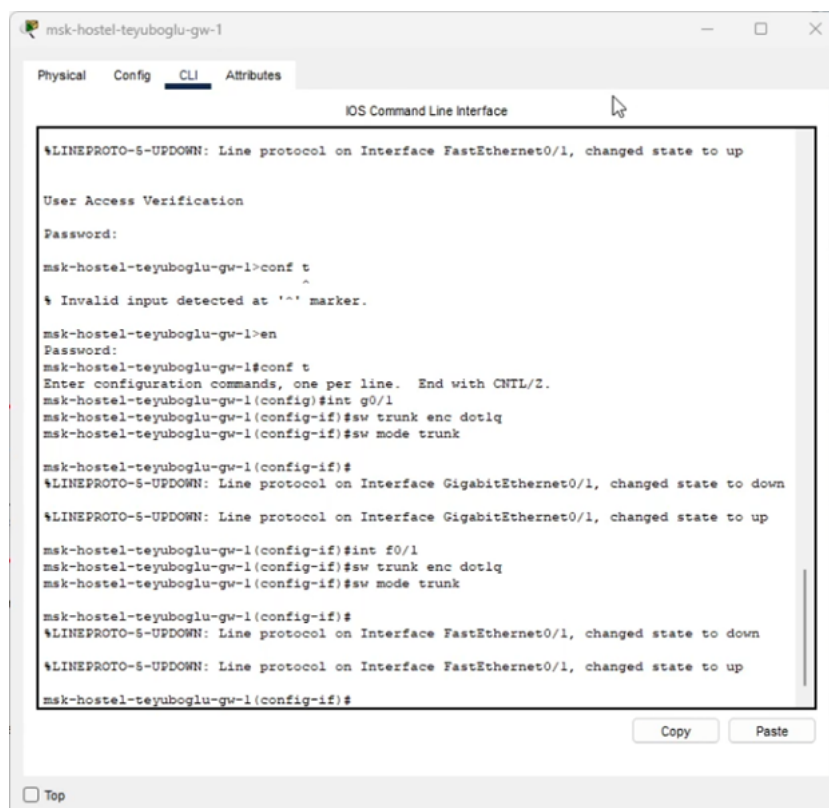 msk-hostel-teyuboglu-gw-1
Physical Config CLI Attributes
IOS Command Line Interface
%LINEPROTO-5-UPDOWN: Line protocol on Interface FastEthernet0/1, changed state to up
User Access Verification
Password:
msk-hostel-teyuboglu-gw-1>conf t
^
% Invalid input detected at '^' marker.
msk-hostel-teyuboglu-gw-1>en
Password:
msk-hostel-teyuboglu-gw-1#conf t
Enter configuration commands, one per line. End with CNTL/Z.
msk-hostel-teyuboglu-gw-1(config)#int g0/1
msk-hostel-teyuboglu-gw-1(config-if)#sw trunk enc dot1q
msk-hostel-teyuboglu-gw-1(config-if)#sw mode trunk
msk-hostel-teyuboglu-gw-1(config-if)#
%LINEPROTO-5-UPDOWN: Line protocol on Interface GigabitEthernet0/1, changed state to down
%LINEPROTO-5-UPDOWN: Line protocol on Interface GigabitEthernet0/1, changed state to up
msk-hostel-teyuboglu-gw-1(config-if)#int f0/1
msk-hostel-teyuboglu-gw-1(config-if)#sw trunk enc dot1q
msk-hostel-teyuboglu-gw-1(config-if)#sw mode trunk
msk-hostel-teyuboglu-gw-1(config-if)#
%LINEPROTO-5-UPDOWN: Line protocol on Interface FastEthernet0/1, changed state to down
%LINEPROTO-5-UPDOWN: Line protocol on Interface FastEthernet0/1, changed state to up
msk-hostel-teyuboglu-gw-1(config-if)#
Copy Paste
Top